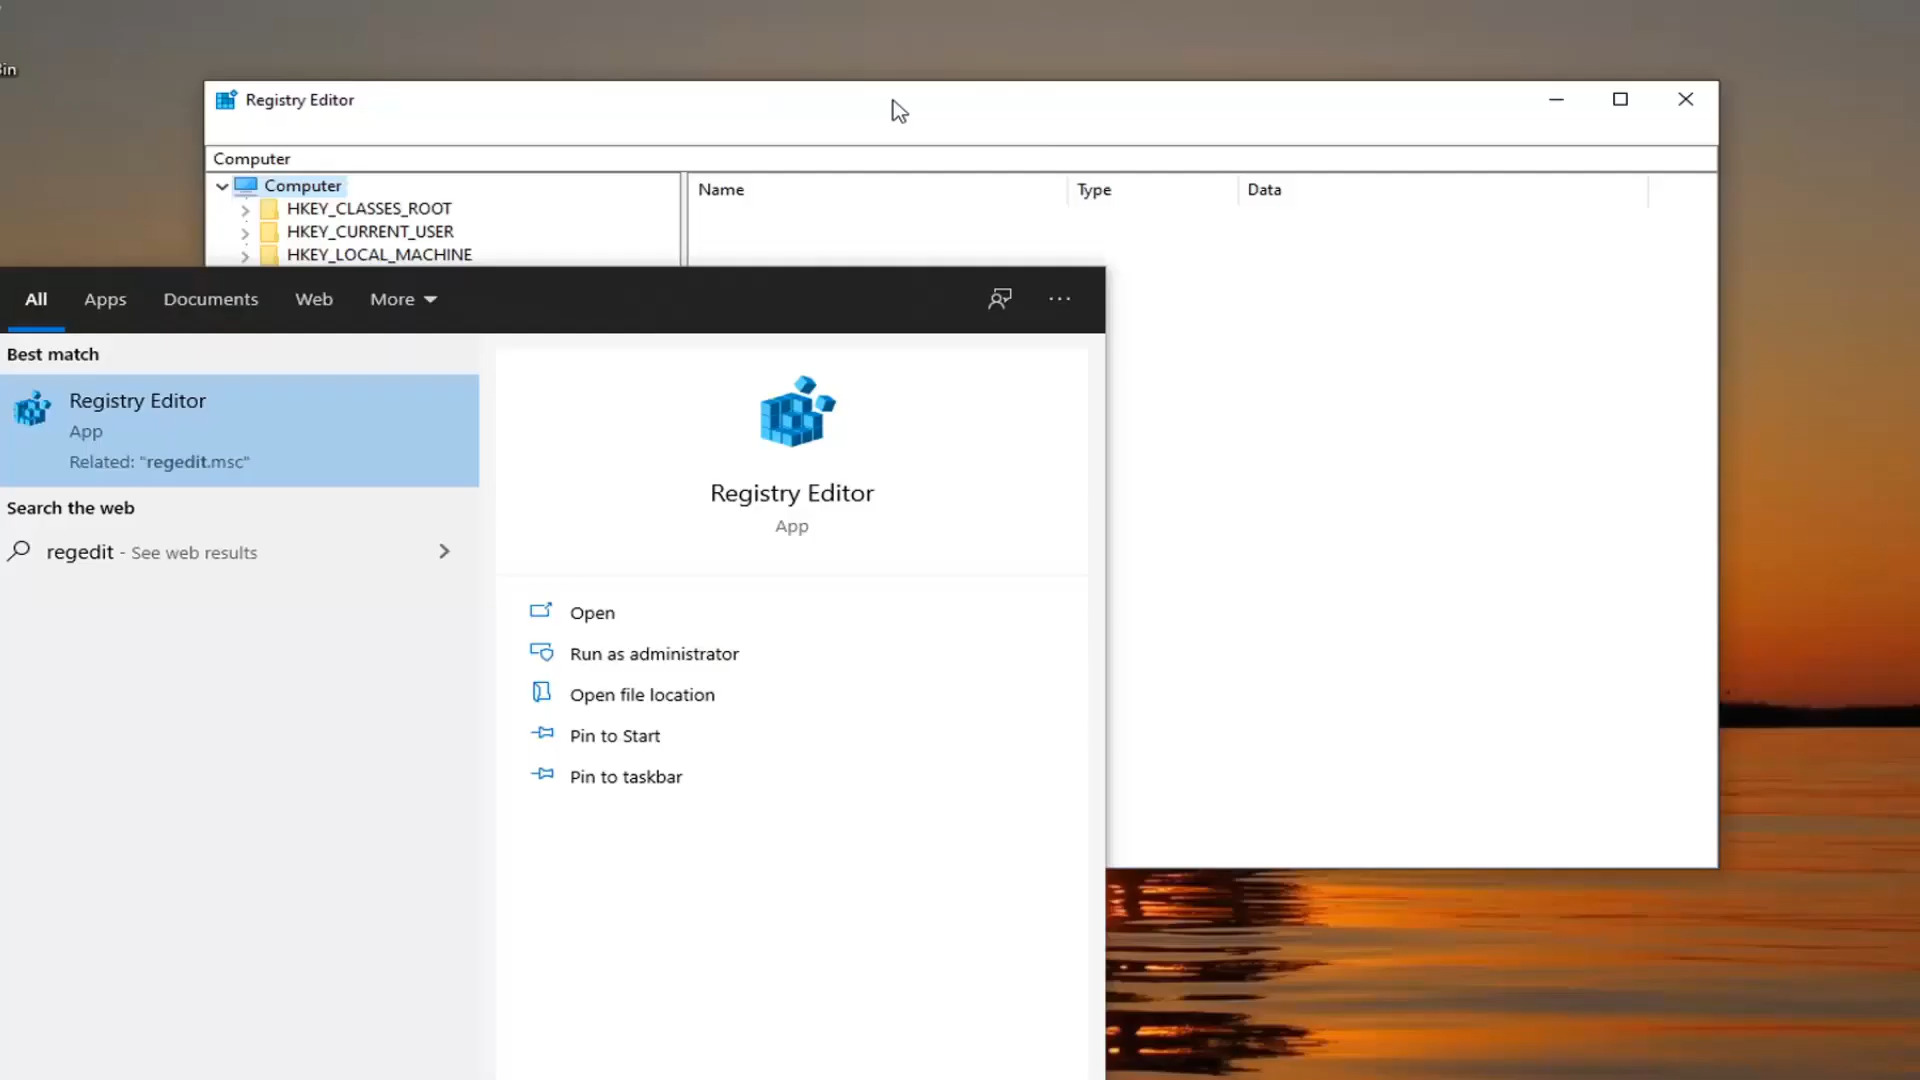 in
Registry Editor
Computer
Computer
Name Type Data
HKEY_CLASSES_ROOT
HKEY_CURRENT_USER
HKEY_LOCAL_MACHINE
All Apps Documents Web More
Best match
Registry Editor
App
Related: "regedit.msc"
Search the web
regedit - See web results
Registry Editor
App
Open
Run as administrator
Open file location
Pin to Start
Pin to taskbar